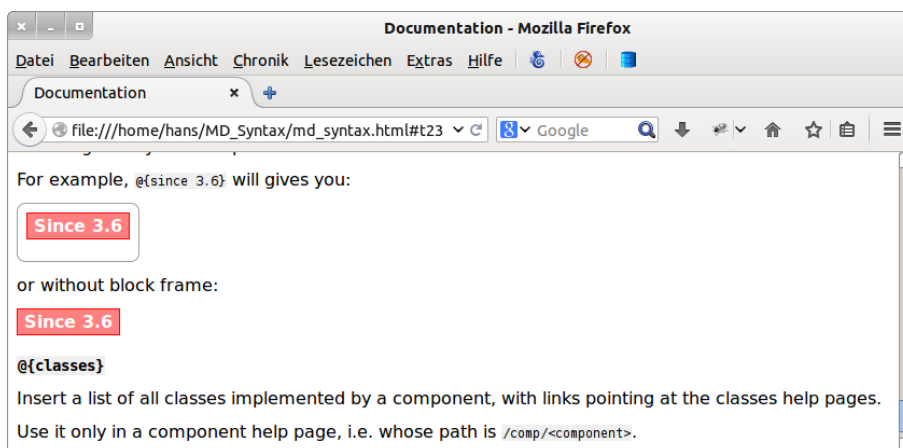 Documentation - Mozilla Firefox
Datei Bearbeiten Ansicht Chronik Lesezeichen Extras Hilfe
Documentation
file:///home/hans/MD_Syntax/md_syntax.html#t23 8 Google
For example, @{since 3.6} will gives you:
Since 3.6
or without block frame:
Since 3.6
@{classes}
Insert a list of all classes implemented by a component, with links pointing at the classes help pages.
Use it only in a component help page, i.e. whose path is /comp/<component>.